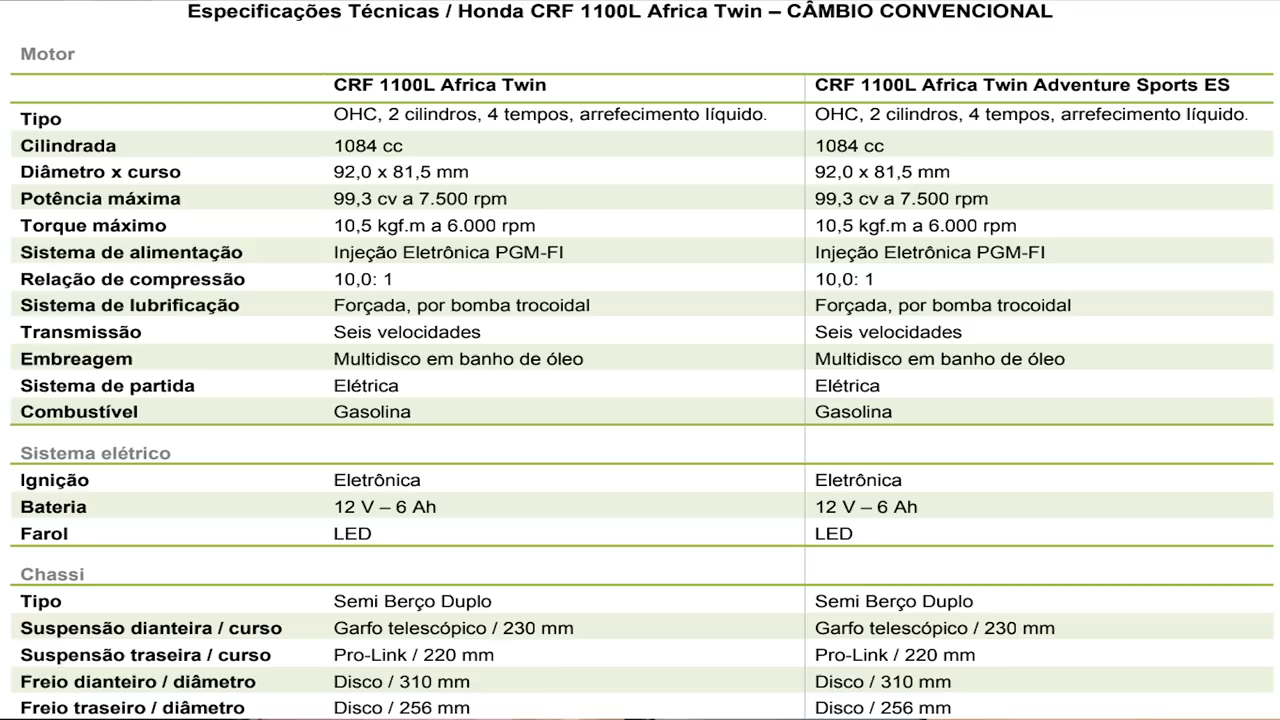 Especificações Técnicas / Honda CRF 1100L Africa Twin – CÂMBIO CONVENCIONAL
Motor
CRF 1100L Africa Twin CRF 1100L Africa Twin Adventure Sports ES
Tipo OHC, 2 cilindros, 4 tempos, arrefecimento líquido. OHC, 2 cilindros, 4 tempos, arrefecimento líquido.
Cilindrada 1084 cc 1084 cc
Diâmetro x curso 92,0 x 81,5 mm 92,0 x 81,5 mm
Potência máxima 99,3 cv a 7.500 rpm 99,3 cv a 7.500 rpm
Torque máximo 10,5 kgf.m a 6.000 rpm 10,5 kgf.m a 6.000 rpm
Sistema de alimentação Injeção Eletrônica PGM-FI Injeção Eletrônica PGM-FI
Relação de compressão 10,0: 1 10,0: 1
Sistema de lubrificação Forçada, por bomba trocoidal Forçada, por bomba trocoidal
Transmissão Seis velocidades Seis velocidades
Embreagem Multidisco em banho de óleo Multidisco em banho de óleo
Sistema de partida Elétrica Elétrica
Combustível Gasolina Gasolina
Sistema elétrico
Ignição Eletrônica Eletrônica
Bateria 12 V – 6 Ah 12 V – 6 Ah
Farol LED LED
Chassi
Tipo Semi Berço Duplo Semi Berço Duplo
Suspensão dianteira / curso Garfo telescópico / 230 mm Garfo telescópico / 230 mm
Suspensão traseira / curso Pro-Link / 220 mm Pro-Link / 220 mm
Freio dianteiro / diâmetro Disco / 310 mm Disco / 310 mm
Freio traseiro / diâmetro Disco / 256 mm Disco / 256 mm